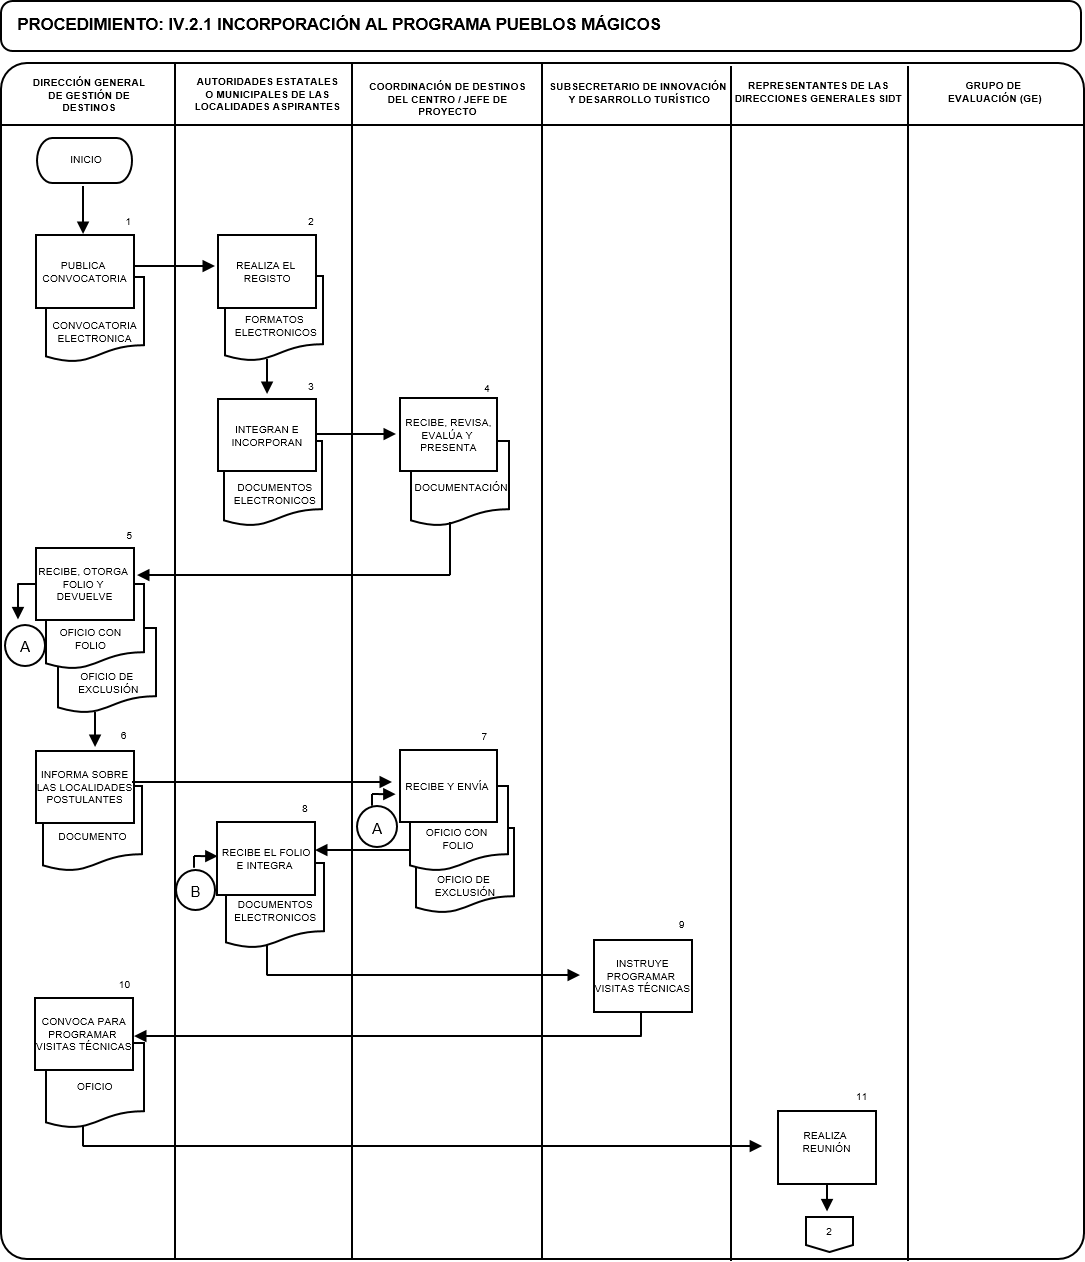 PROCEDIMIENTO: IV.2.1 INCORPORACIÓN AL PROGRAMA PUEBLOS MÁGICOS
DIRECCIÓN GENERAL
DE GESTIÓN DE
DESTINOS
AUTORIDADES ESTATALES
O MUNICIPALES DE LAS
LOCALIDADES ASPIRANTES
COORDINACIÓN DE DESTINOS
DEL CENTRO / JEFE DE
PROYECTO
SUBSECRETARIO DE INNOVACIÓN
Y DESARROLLO TURÍSTICO
REPRESENTANTES DE LAS
DIRECCIONES GENERALES SIDT
GRUPO DE
EVALUACIÓN (GE)
INICIO
1
PUBLICA
CONVOCATORIA
CONVOCATORIA
ELECTRONICA
2
REALIZA EL
REGISTO
FORMATOS
ELECTRONICOS
3
INTEGRAN E
INCORPORAN
DOCUMENTOS
ELECTRONICOS
4
RECIBE, REVISA,
EVALÚA Y
PRESENTA
DOCUMENTACIÓN
5
RECIBE, OTORGA
FOLIO Y
DEVUELVE
A
OFICIO CON
FOLIO
OFICIO DE
EXCLUSIÓN
6
INFORMA SOBRE
LAS LOCALIDADES
POSTULANTES
DOCUMENTO
7
RECIBE Y ENVÍA
A
OFICIO CON
FOLIO
OFICIO DE
EXCLUSIÓN
8
RECIBE EL FOLIO
E INTEGRA
B
DOCUMENTOS
ELECTRONICOS
9
INSTRUYE
PROGRAMAR
VISITAS TÉCNICAS
10
CONVOCA PARA
PROGRAMAR
VISITAS TÉCNICAS
OFICIO
11
REALIZA
REUNIÓN
2